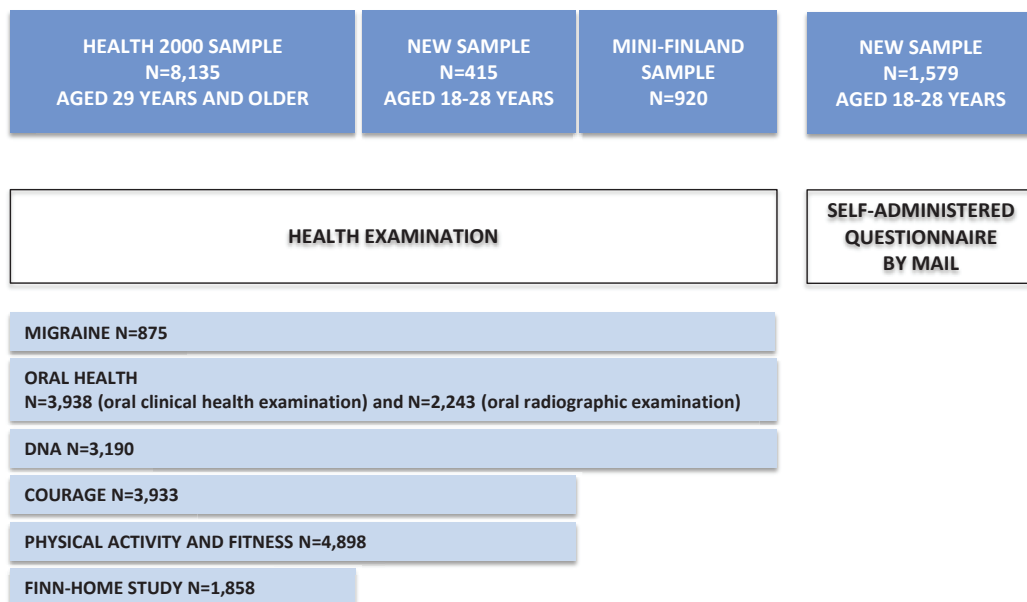 HEALTH 2000 SAMPLE
N=8,135
AGED 29 YEARS AND OLDER
NEW SAMPLE
N=415
AGED 18-28 YEARS
MINI-FINLAND
SAMPLE
N=920
NEW SAMPLE
N=1,579
AGED 18-28 YEARS
HEALTH EXAMINATION
SELF-ADMINISTERED
QUESTIONNAIRE
BY MAIL
MIGRAINE N=875
ORAL HEALTH
N=3,938 (oral clinical health examination) and N=2,243 (oral radiographic examination)
DNA N=3,190
COURAGE N=3,933
PHYSICAL ACTIVITY AND FITNESS N=4,898
FINN-HOME STUDY N=1,858